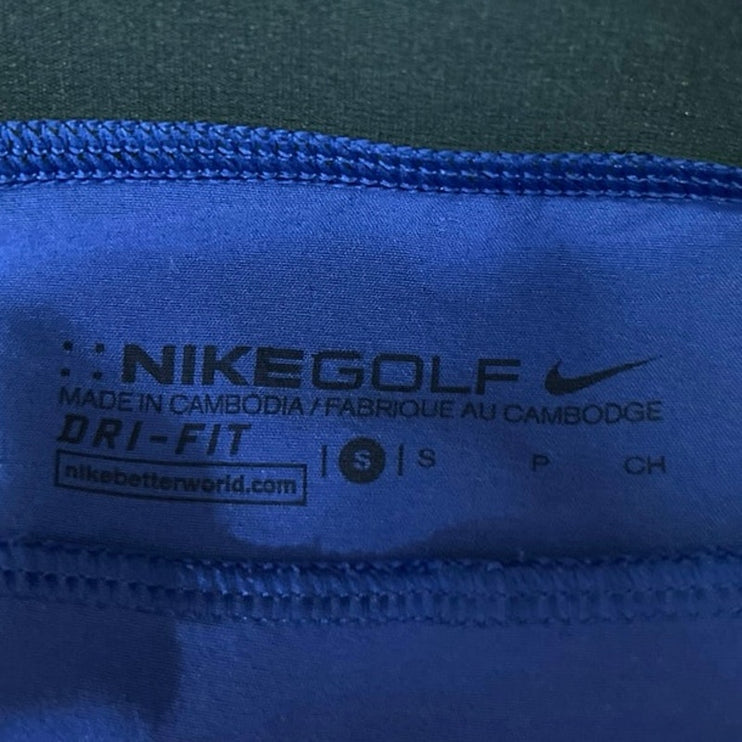 NIKEGOLF
MADE IN CAMBODIA / FABRIQUE AU CAMBODGE
DRI-FIT
nikebetterworld.com | S | S P CH